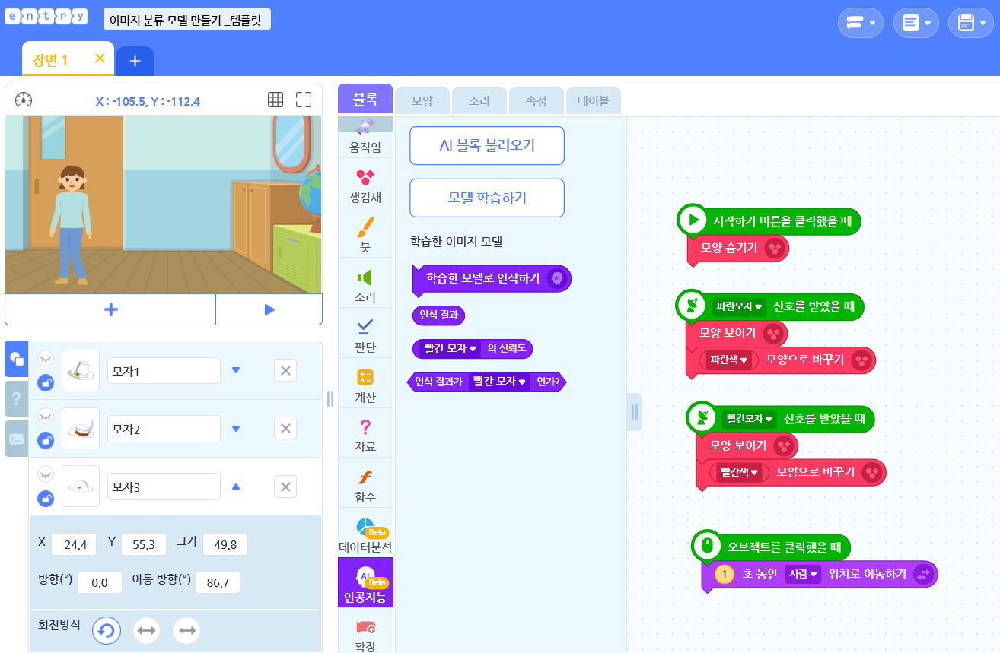 entry
이미지 분류 모델 만들기 _템플릿
장면 1
X : -105.5, Y : -112.4
블록
모양
소리
속성
테이블
움직임
생김새
붓
소리
판단
계산
자료
함수
Beta
데이터분석
AI
Beta
인공지능
확장
AI 블록 불러오기
모델 학습하기
학습한 이미지 모델
학습한 모델로 인식하기 AI
인식 결과
빨간 모자 ▼ 의 신뢰도
인식 결과가 빨간 모자 ▼ 인가?
시작하기 버튼을 클릭했을 때
모양 숨기기
파란모자 ▼ 신호를 받았을 때
모양 보이기
파란색 ▼ 모양으로 바꾸기
빨간모자 ▼ 신호를 받았을 때
모양 보이기
빨간색 ▼ 모양으로 바꾸기
오브젝트를 클릭했을 때
1 초 동안 사람 ▼ 위치로 이동하기
모자1
모자2
?
모자3
X -24.4 Y 55.3 크기 49.8
방향(°) 0.0 이동 방향(°) 86.7
회전방식